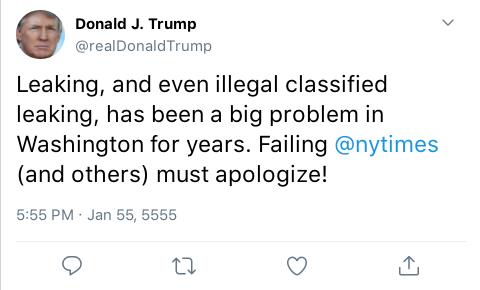 Donald J. Trump
@realDonaldTrump
Leaking, and even illegal classified
leaking, has been a big problem in
Washington for years. Failing @nytimes
(and others) must apologize!
5:55 PM · Jan 55, 5555